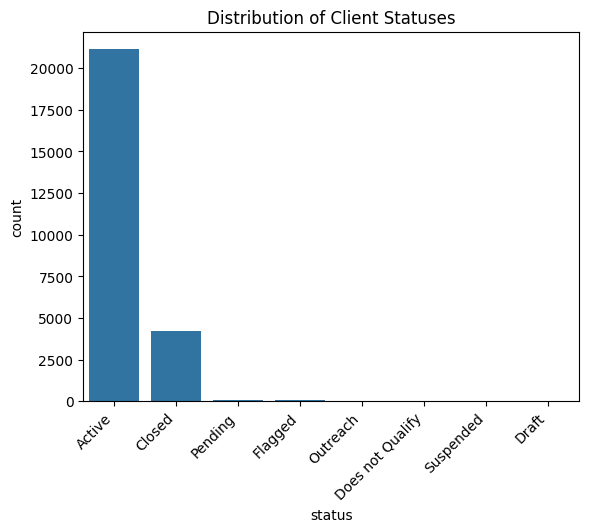 Distribution of Client Statuses
20000
17500
15000
12500
10000
7500
5000
2500
0
count
Active
Closed
Pending
Flagged
Outreach
Does not Qualify
Suspended
Draft
status